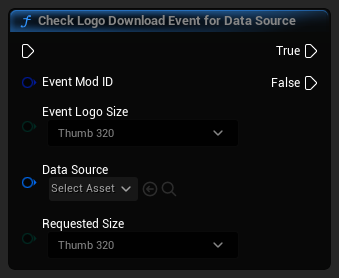 Check Logo Download Event for Data Source
True
Event Mod ID
False
Event Logo Size
Thumb 320
Data Source
Select Asset
Requested Size
Thumb 320